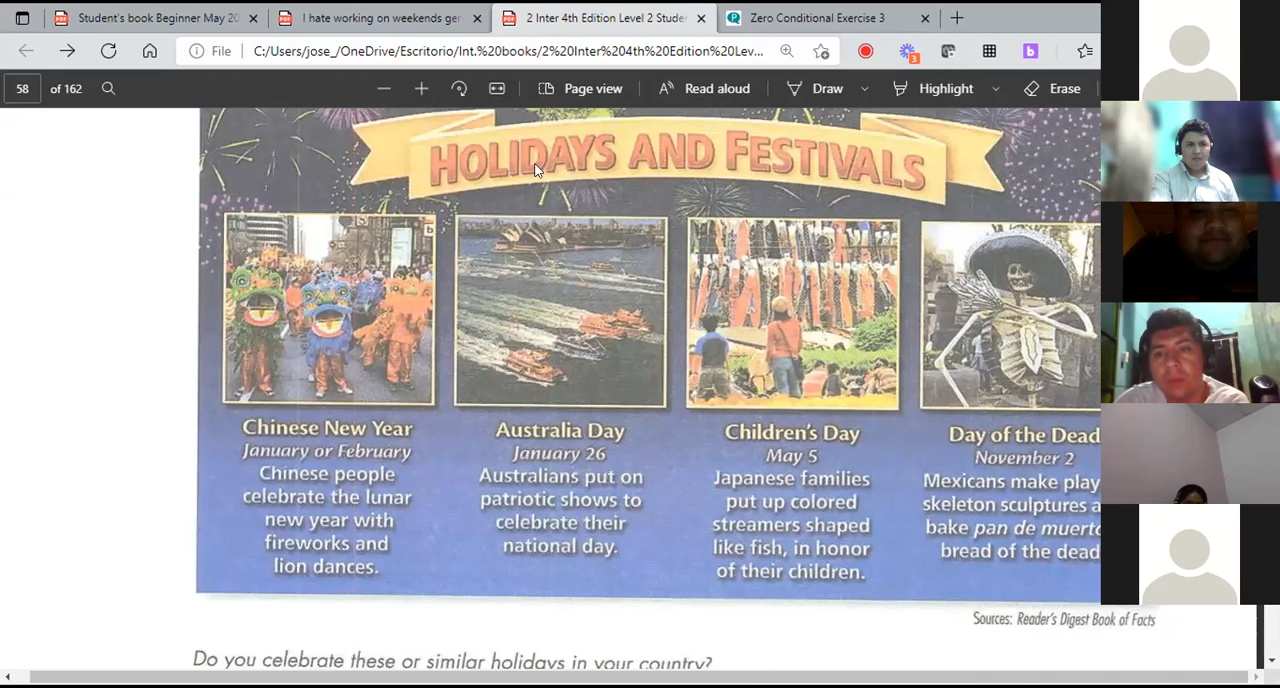 Student's book Beginner May 20
I hate working on weekends ger
2 Inter 4th Edition Level 2 Stude
Zero Conditional Exercise 3
File
C:/Users/jose_/OneDrive/Escritorio/Int.%20books/2%20Inter%204th%20Edition%20Lev...
3
58 of 162
Page view
Read aloud
Draw
Highlight
Erase
HOLIDAYS AND FESTIVALS
Chinese New Year
January or February
Chinese people
celebrate the lunar
new year with
fireworks and
lion dances.
Australia Day
January 26
Australians put on
patriotic shows to
celebrate their
national day.
Children's Day
May 5
Japanese families
put up colored
streamers shaped
like fish, in honor
of their children.
Day of the Dead
November 2
Mexicans make play
skeleton sculptures a
bake pan de muerto
bread of the dead
Sources: Reader's Digest Book of Facts
Do you celebrate these or similar holidays in your country?